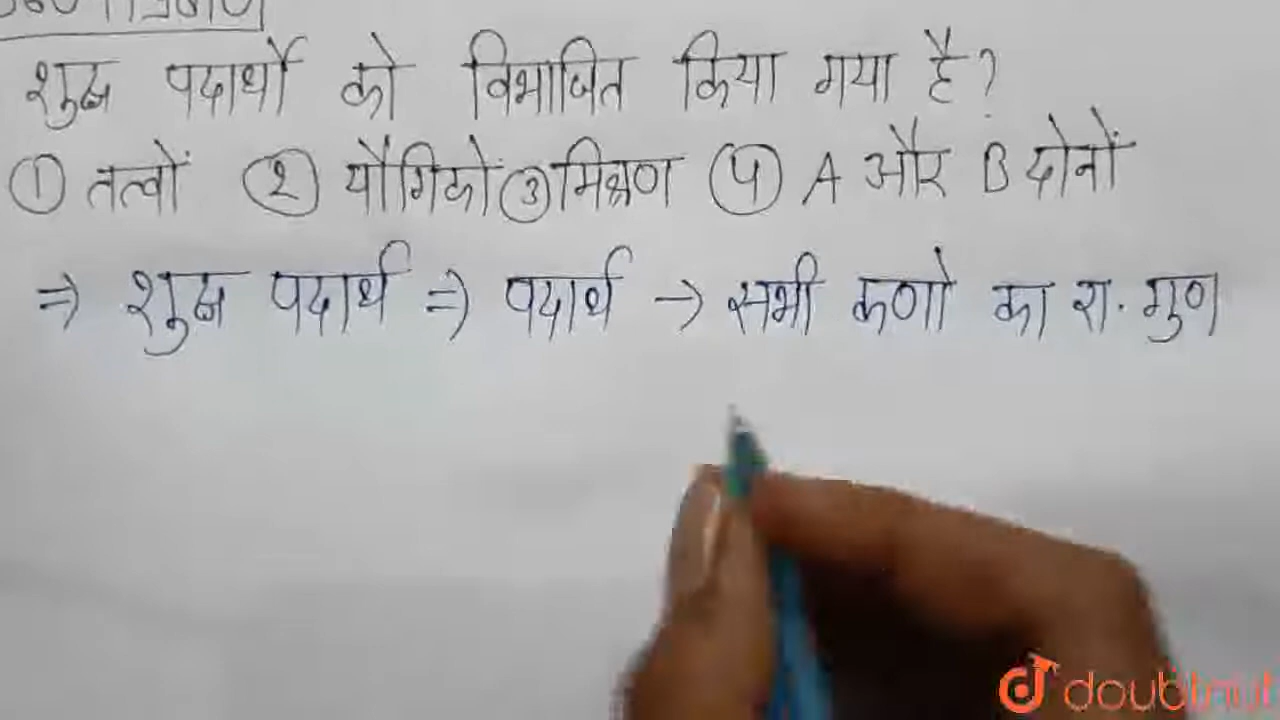 शुद्ध पदार्थों को विभाजित किया गया है?
① तत्वों ② यौगिकों ③ मिश्रण ④ A और B दोनों
⇒ शुद्ध पदार्थ ⇒ पदार्थ → सभी कणो का रा. गुण
doubtnut